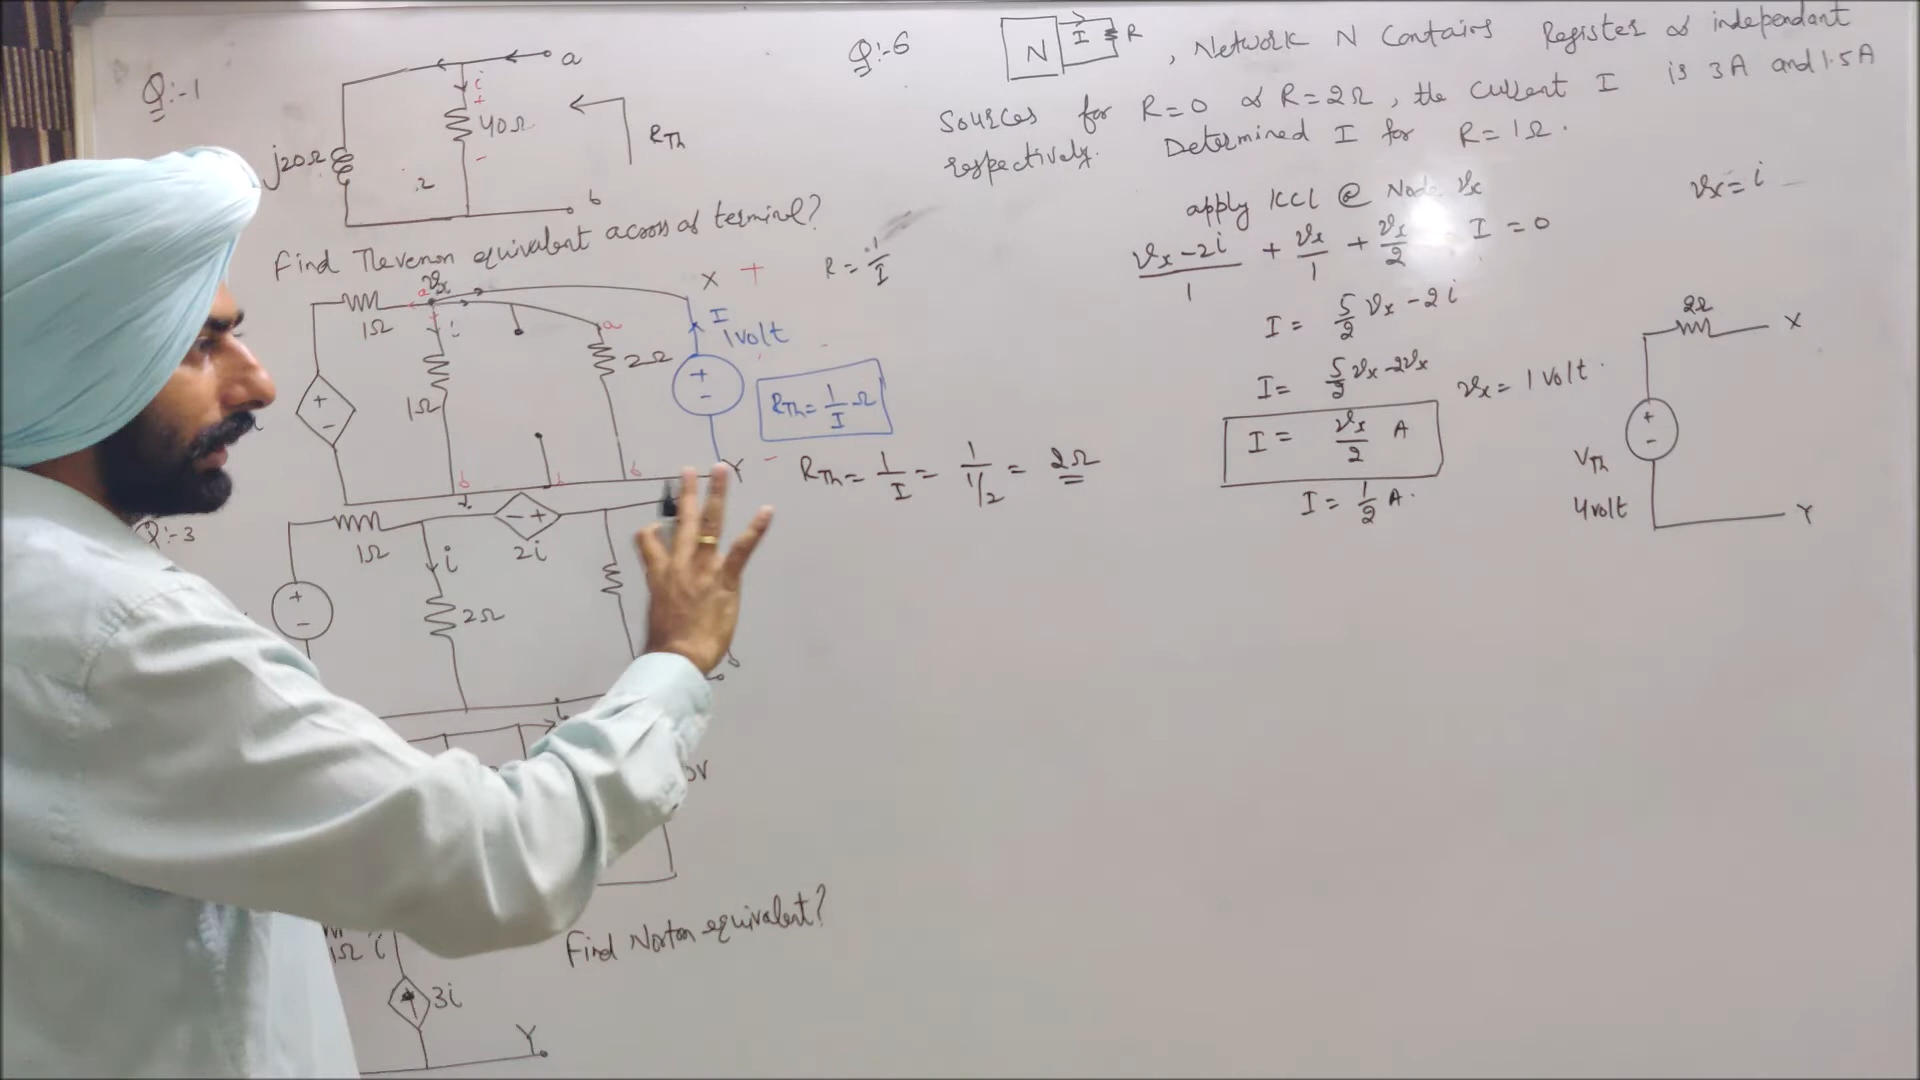 Q:-1
a
i
+
40Ω
-
j20Ω
RTh
b
Find Thevenon equivalent across ab terminal?
vx
a
X +
R = 1/I
1Ω
i
1Ω
a
2Ω
I
1volt
+
-
+
-
RTh = 1/I Ω
b
b
b
Y -
RTh = 1/I = 1/1/2 = 2Ω
Q:-3
1Ω
- +
2i
i
2Ω
+
-
Find Norton equivalent?
1Ω i
3i
Y
Q:-6
N
I
R
, Network N Contains Register & independant
Sources for R=0 & R=2Ω, the current I is 3A and 1.5A
respectively. Determined I for R=1Ω.
apply KCL @ Node vx
vx = i
vx-2i/1 + vx/1 + vx/2 I = 0
I = 5/2 vx - 2i
I = 5/2 vx - 2vx
vx = 1 volt.
I = vx/2 A
I = 1/2 A.
2Ω
X
+
-
VTh
4volt
Y